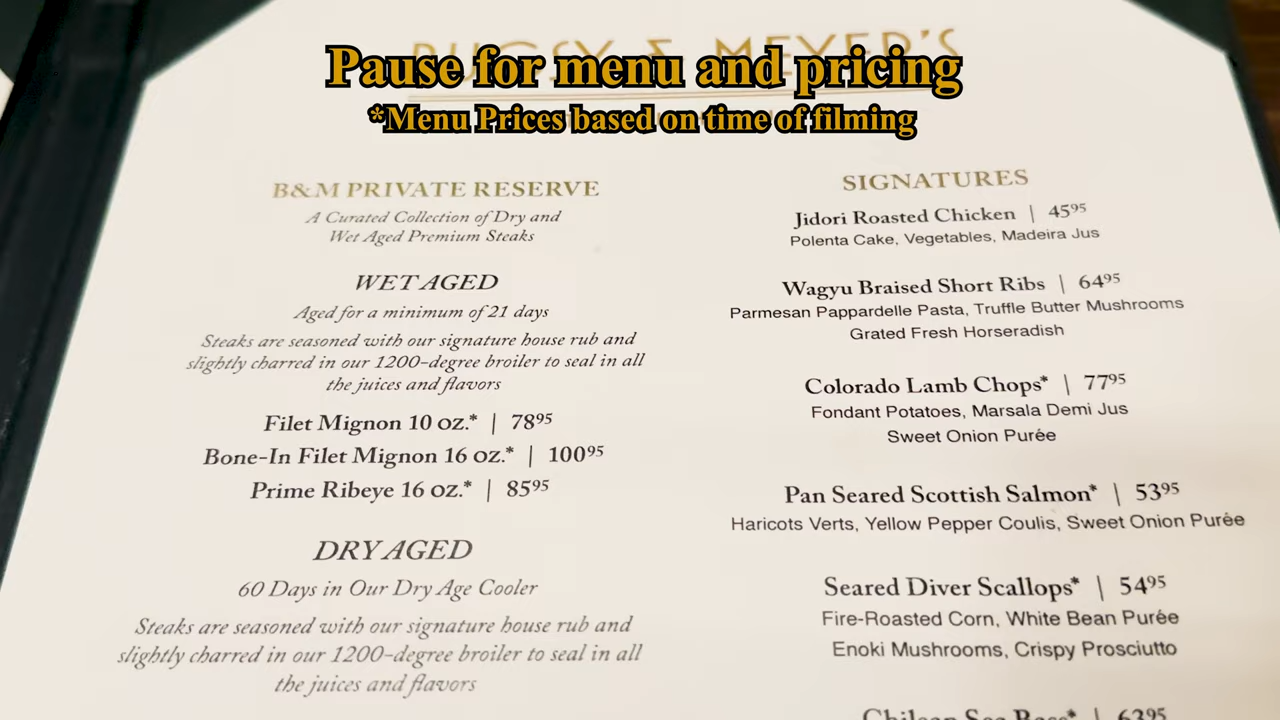 BUGSY & MEYER'S
Pause for menu and pricing
*Menu Prices based on time of filming
B&M PRIVATE RESERVE
A Curated Collection of Dry and
Wet Aged Premium Steaks
WET AGED
Aged for a minimum of 21 days
Steaks are seasoned with our signature house rub and
slightly charred in our 1200-degree broiler to seal in all
the juices and flavors
Filet Mignon 10 oz.* | 78⁹⁵
Bone-In Filet Mignon 16 oz.* | 100⁹⁵
Prime Ribeye 16 oz.* | 85⁹⁵
DRY AGED
60 Days in Our Dry Age Cooler
Steaks are seasoned with our signature house rub and
slightly charred in our 1200-degree broiler to seal in all
the juices and flavors
SIGNATURES
Jidori Roasted Chicken | 45⁹⁵
Polenta Cake, Vegetables, Madeira Jus
Wagyu Braised Short Ribs | 64⁹⁵
Parmesan Pappardelle Pasta, Truffle Butter Mushrooms
Grated Fresh Horseradish
Colorado Lamb Chops* | 77⁹⁵
Fondant Potatoes, Marsala Demi Jus
Sweet Onion Purée
Pan Seared Scottish Salmon* | 53⁹⁵
Haricots Verts, Yellow Pepper Coulis, Sweet Onion Purée
Seared Diver Scallops* | 54⁹⁵
Fire-Roasted Corn, White Bean Purée
Enoki Mushrooms, Crispy Prosciutto
Chilean Sea Bass* | 63⁹⁵